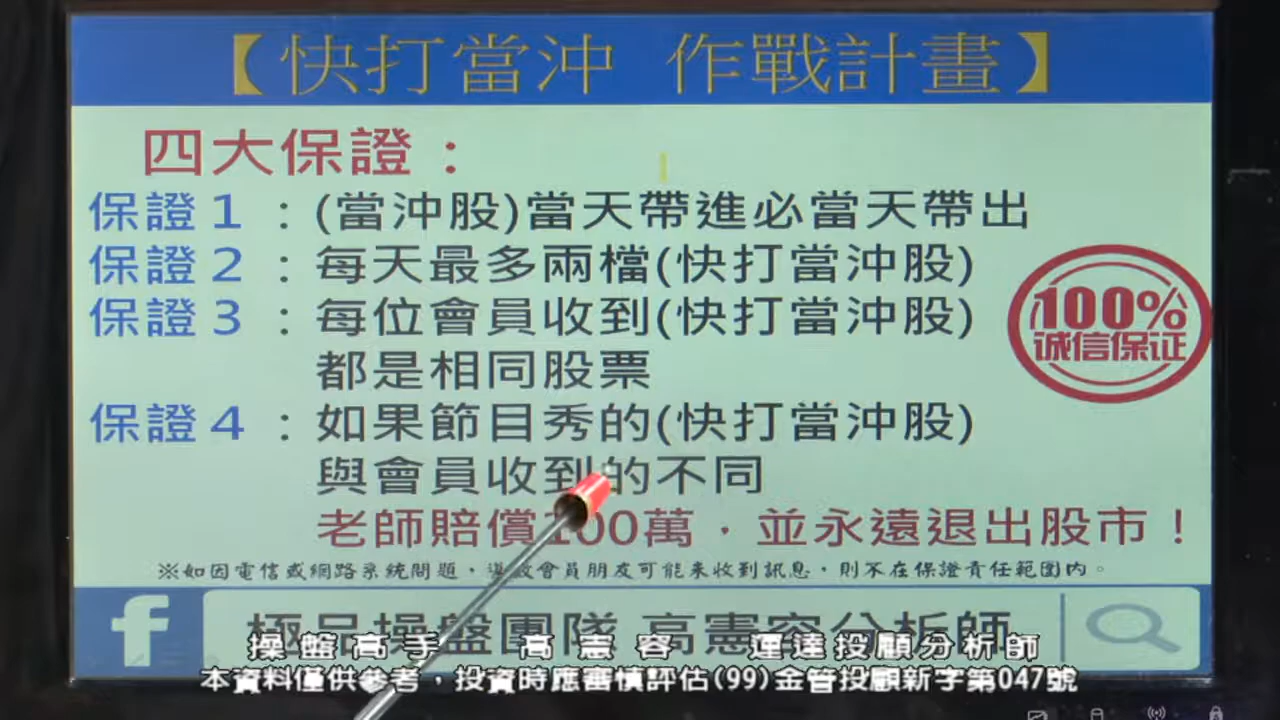 【快打當沖 作戰計畫】
四大保證：
保證1：(當沖股)當天帶進必當天帶出
保證2：每天最多兩檔(快打當沖股)
保證3：每位會員收到(快打當沖股)
都是相同股票
100%
诚信保证
保證4：如果節目秀的(快打當沖股)
與會員收到的不同
老師賠償100萬，並永遠退出股市！
※如因電信或網路系統問題，導致會員朋友可能未收到訊息，則不在保證責任範圍內。
f 極品操盤團隊 高憲容分析師
操盤高手 高憲容 運達投顧分析師
本資料僅供參考，投資時應審慎評估(99)金管投顧新字第047號